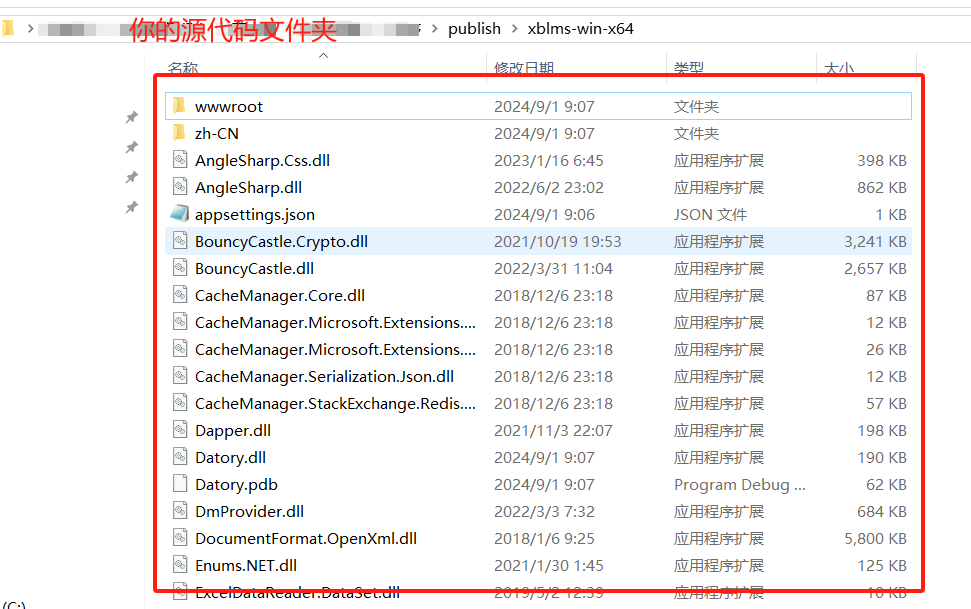 你的源代码文件夹 > publish > xblms-win-x64
名称 修改日期 类型 大小
wwwroot 2024/9/1 9:07 文件夹
zh-CN 2024/9/1 9:07 文件夹
AngleSharp.Css.dll 2023/1/16 6:45 应用程序扩展 398 KB
AngleSharp.dll 2022/6/2 23:02 应用程序扩展 862 KB
appsettings.json 2024/9/1 9:06 JSON 文件 1 KB
BouncyCastle.Crypto.dll 2021/10/19 19:53 应用程序扩展 3,241 KB
BouncyCastle.dll 2022/3/31 11:04 应用程序扩展 2,657 KB
CacheManager.Core.dll 2018/12/6 23:18 应用程序扩展 87 KB
CacheManager.Microsoft.Extensions.... 2018/12/6 23:18 应用程序扩展 12 KB
CacheManager.Microsoft.Extensions.... 2018/12/6 23:18 应用程序扩展 26 KB
CacheManager.Serialization.Json.dll 2018/12/6 23:18 应用程序扩展 12 KB
CacheManager.StackExchange.Redis.... 2018/12/6 23:18 应用程序扩展 57 KB
Dapper.dll 2021/11/3 22:07 应用程序扩展 198 KB
Datory.dll 2024/9/1 9:07 应用程序扩展 190 KB
Datory.pdb 2024/9/1 9:07 Program Debug ... 62 KB
DmProvider.dll 2022/3/3 7:32 应用程序扩展 684 KB
DocumentFormat.OpenXml.dll 2018/1/6 9:25 应用程序扩展 5,800 KB
Enums.NET.dll 2021/1/30 1:45 应用程序扩展 125 KB
ExcelDataReader.DataSet.dll 2019/5/2 12:39 应用程序扩展
(C:)